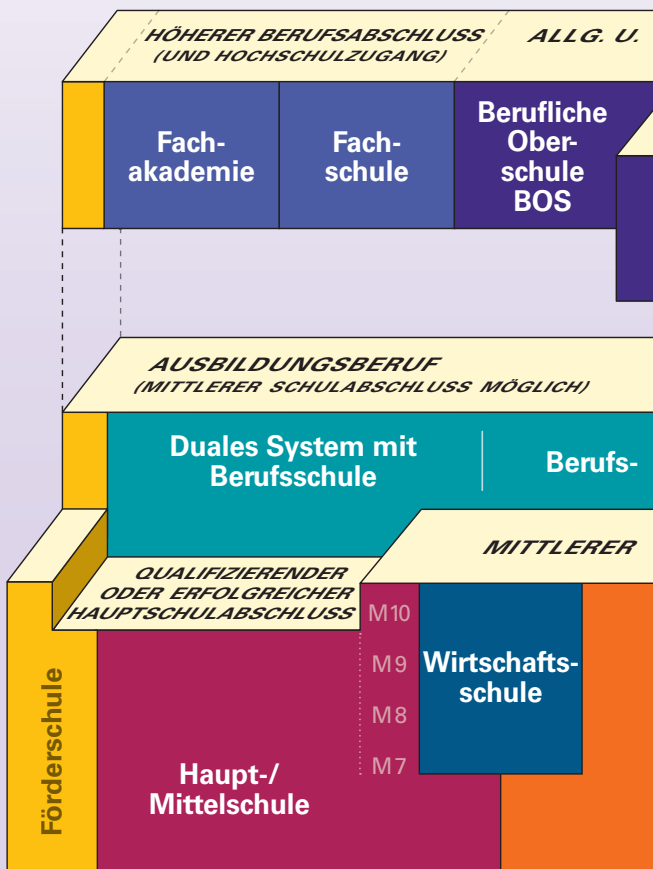 HÖHERER BERUFSABSCHLUSS
(UND HOCHSCHULZUGANG)
ALLG. U.
Fach-
akademie
Fach-
schule
Berufliche
Ober-
schule
BOS
AUSBILDUNGSBERUF
(MITTLERER SCHULABSCHLUSS MÖGLICH)
Duales System mit
Berufsschule
Berufs-
MITTLERER
QUALIFIZIERENDER
ODER ERFOLGREICHER
HAUPTSCHULABSCHLUSS
M10
M9
M8
M7
Wirtschafts-
schule
Förderschule
Haupt-/
Mittelschule